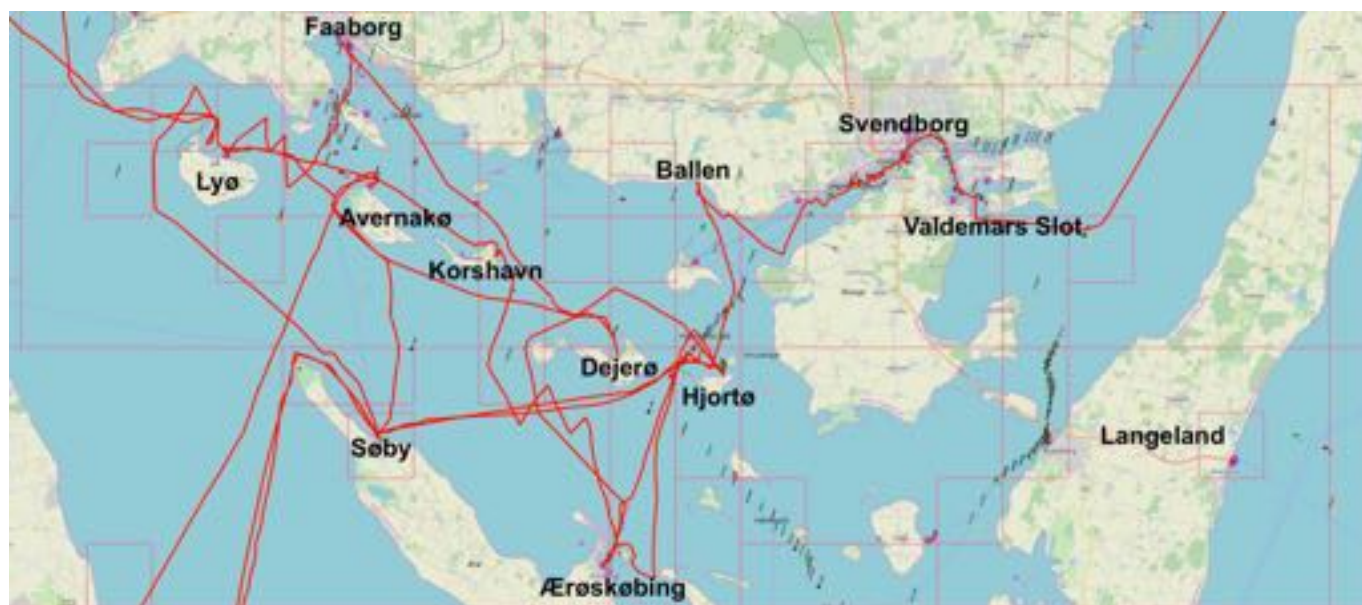 Faaborg
Svendborg
Ballen
Lyø
Avernakø
Valdemars Slot
Korshavn
Dejerø
Hjortø
Søby
Langeland
Ærøskøbing